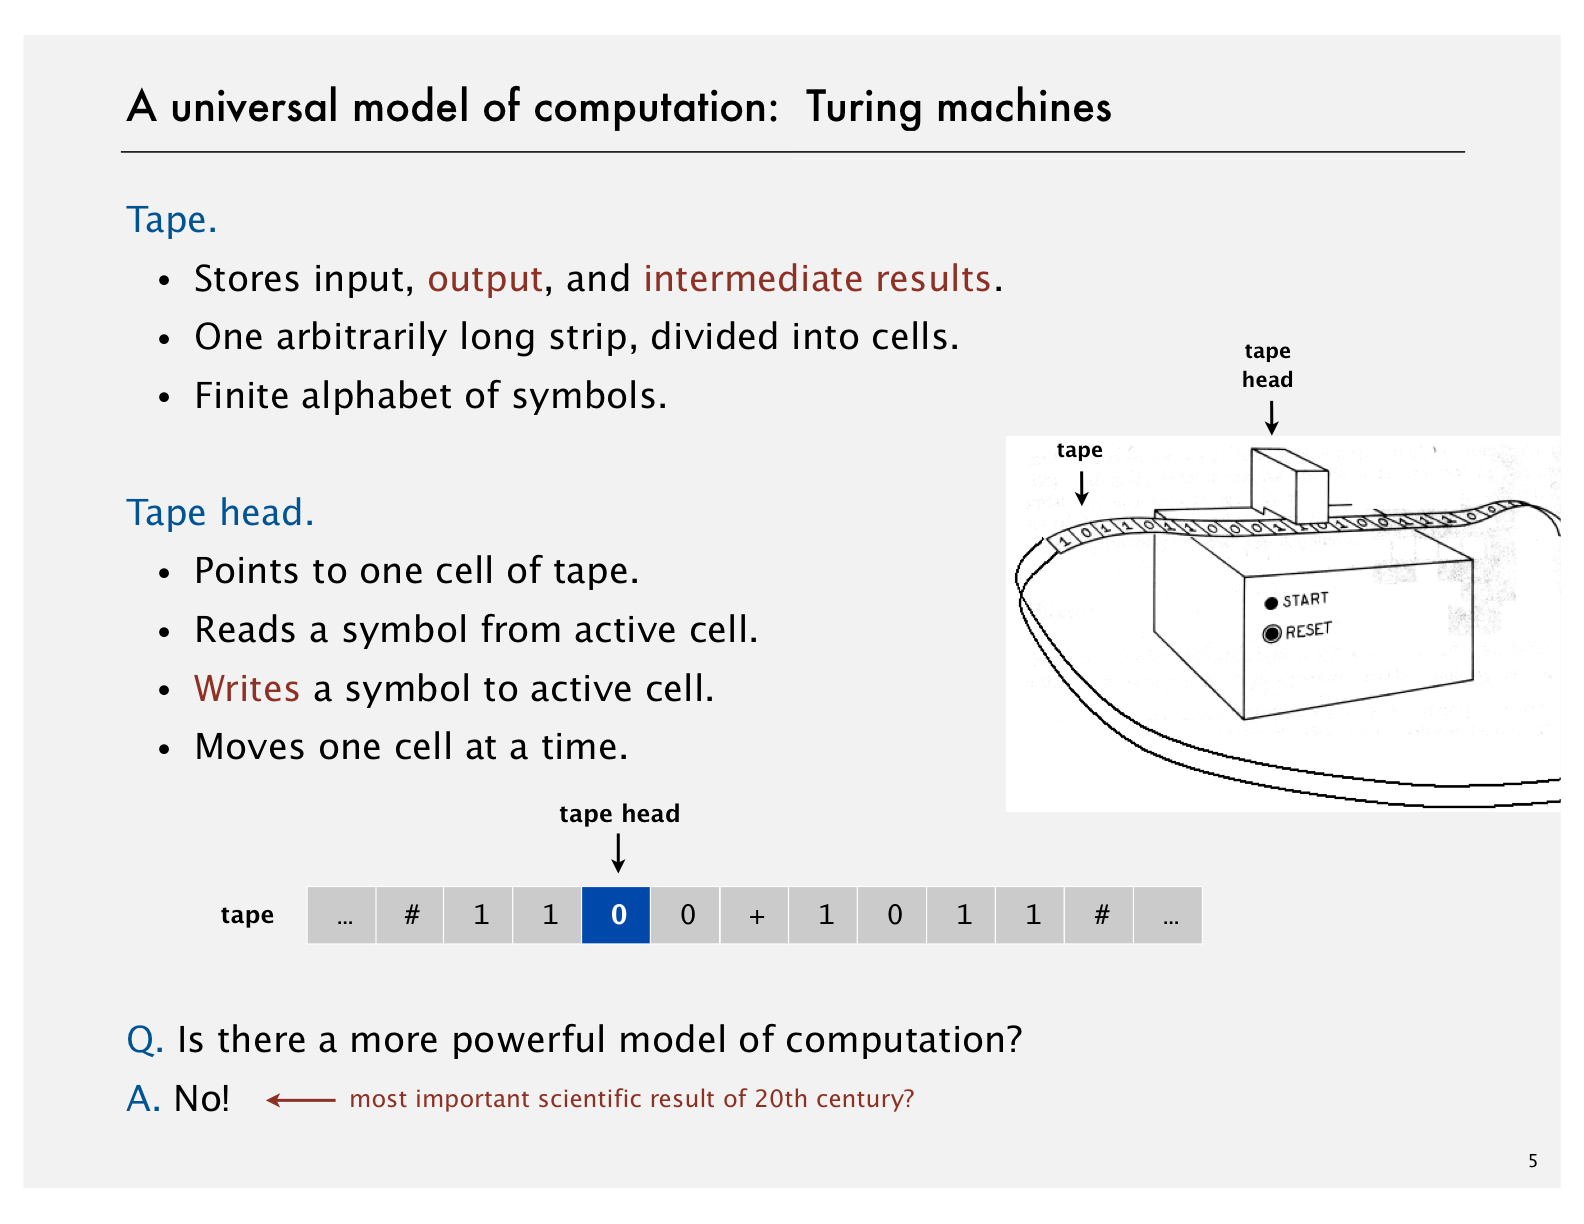 A universal model of computation: Turing machines
Tape.
• Stores input, output, and intermediate results.
• One arbitrarily long strip, divided into cells.
• Finite alphabet of symbols.
tape
head
tape
START
RESET
Tape head.
• Points to one cell of tape.
• Reads a symbol from active cell.
• Writes a symbol to active cell.
• Moves one cell at a time.
tape head
tape … # 1 1 0 0 + 1 0 1 1 # …
Q. Is there a more powerful model of computation?
A. No! most important scientific result of 20th century?
5